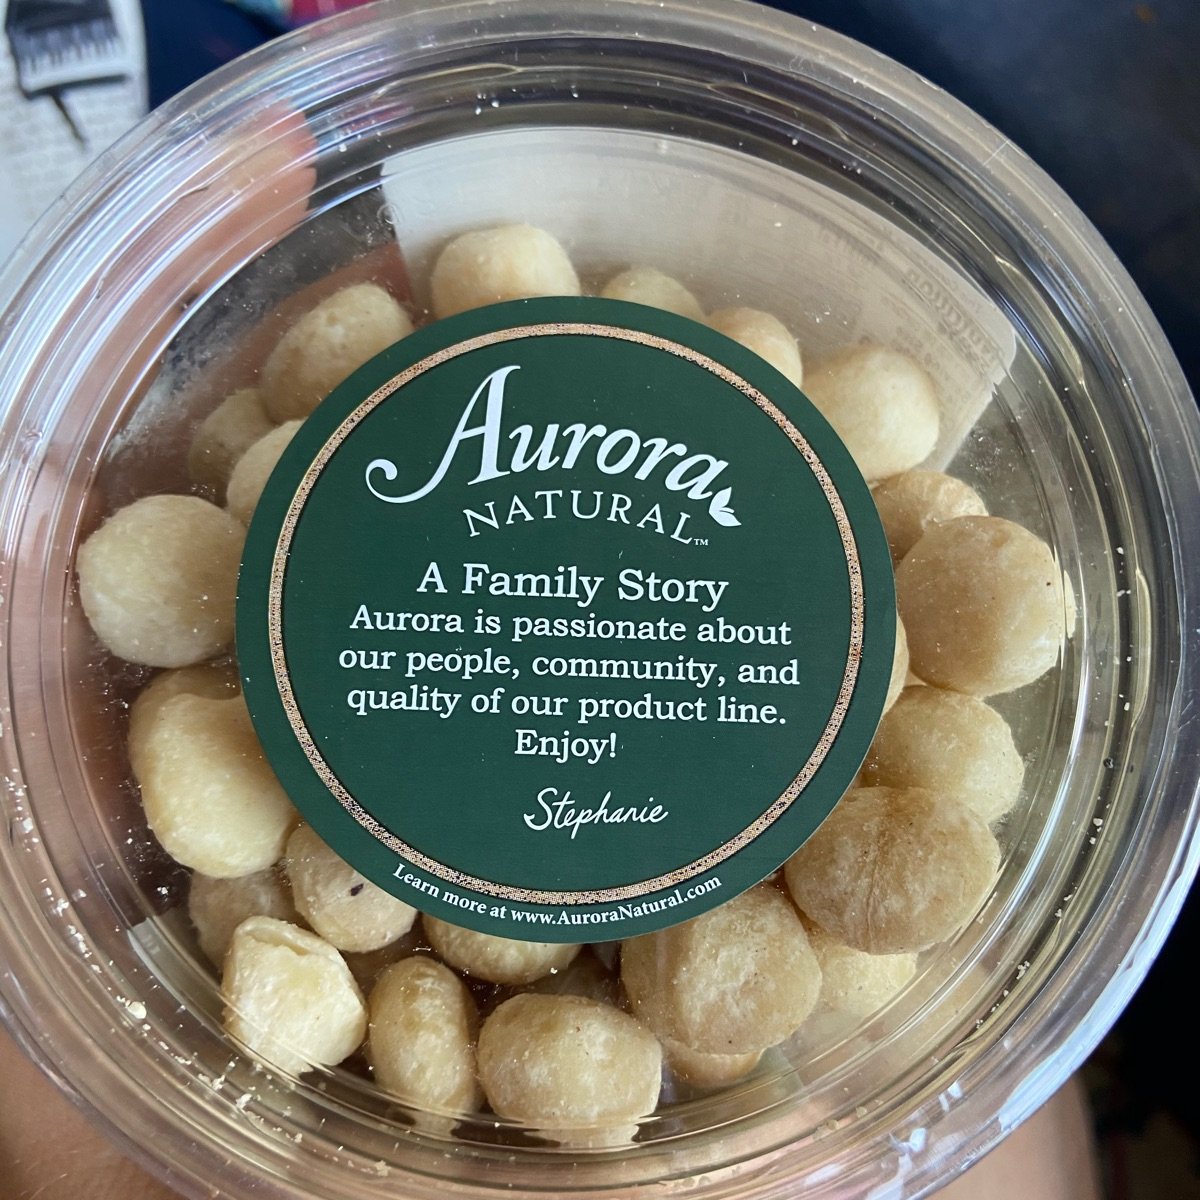 Aurora
NATURAL™
A Family Story
Aurora is passionate about
our people, community, and
quality of our product line.
Enjoy!
Stephanie
Learn more at www.AuroraNatural.com